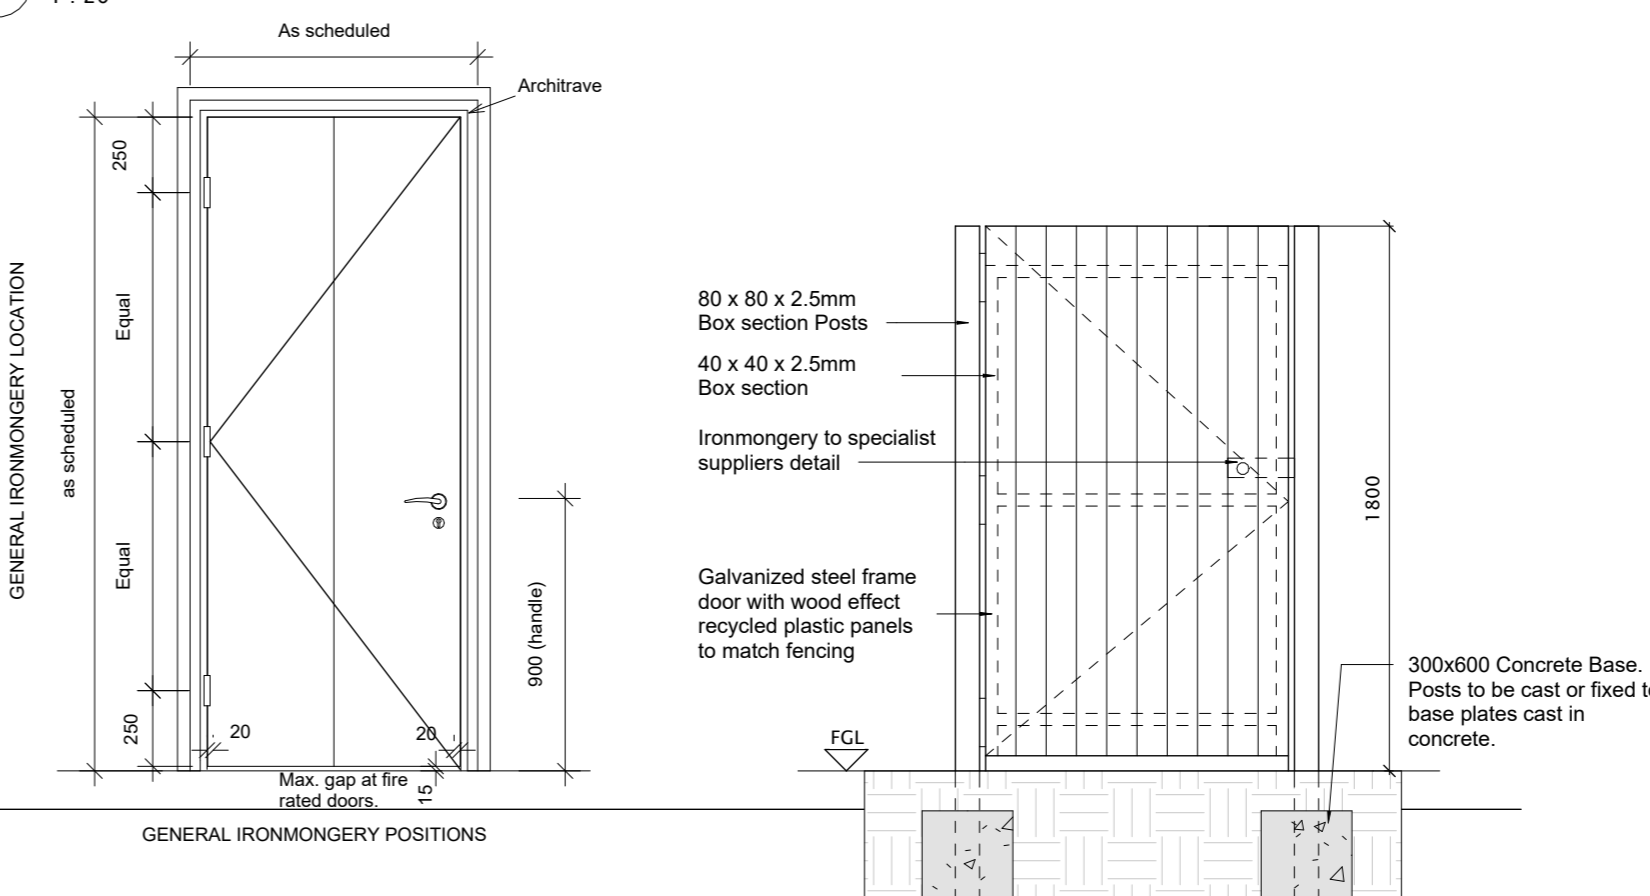 As scheduled
Architrave
250
Equal
Equal
250
as scheduled
GENERAL IRONMONGERY LOCATION
900 (handle)
20
20
15
Max. gap at fire
rated doors.
GENERAL IRONMONGERY POSITIONS
80 x 80 x 2.5mm
Box section Posts
40 x 40 x 2.5mm
Box section
Ironmongery to specialist
suppliers detail
Galvanized steel frame
door with wood effect
recycled plastic panels
to match fencing
FGL
1800
300x600 Concrete Base.
Posts to be cast or fixed
base plates cast in
concrete.